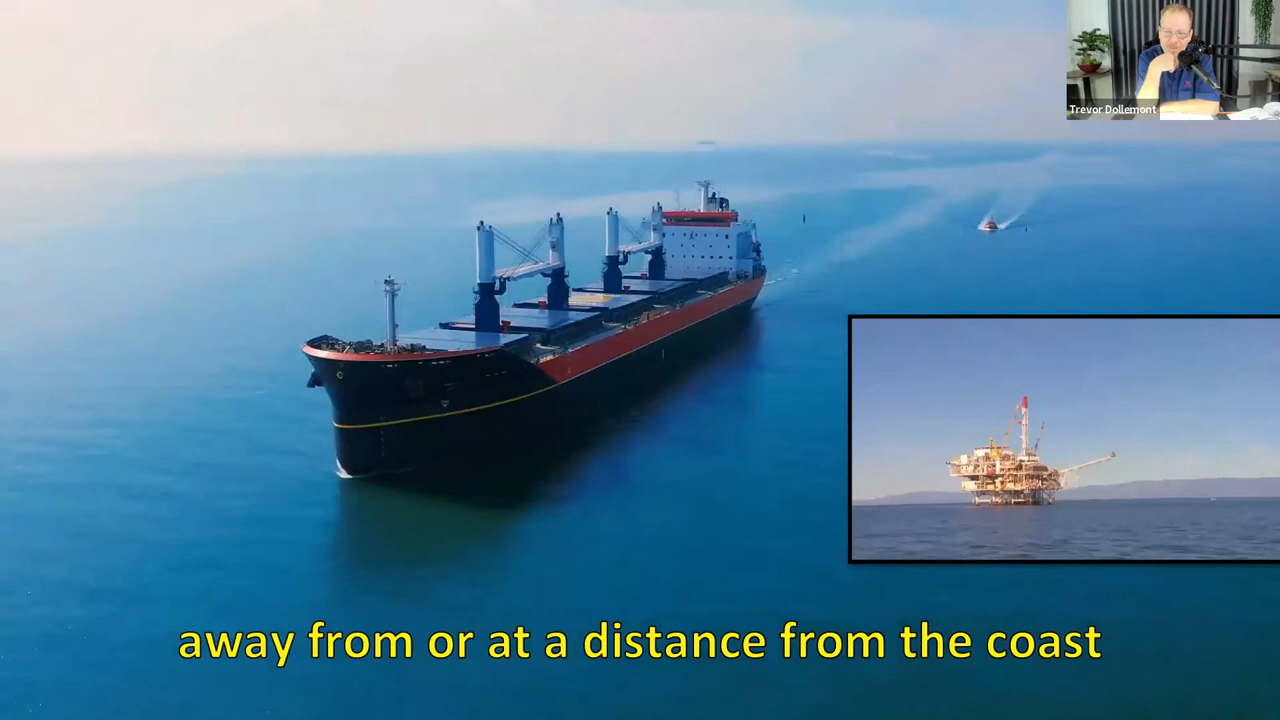 Trevor Dollemont
away from or at a distance from the coast